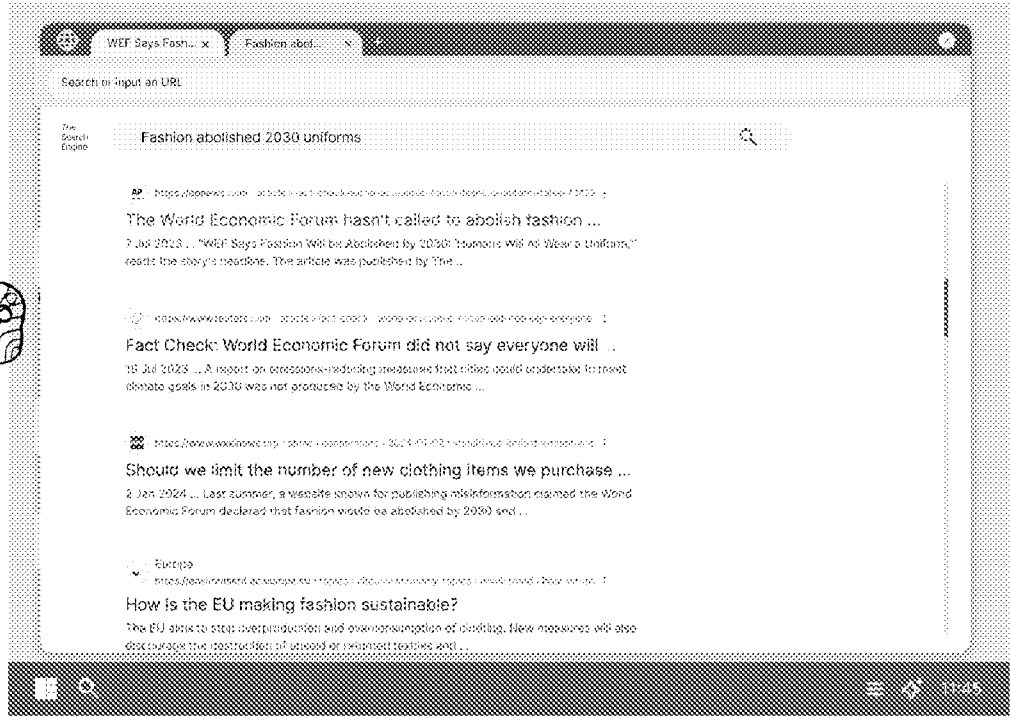 WEF Says Fash... x
Fashion abol... x
+
Search or input an URL
The
Search
Engine
Fashion abolished 2030 uniforms
AP
The World Economic Forum hasn't called to abolish fashion ...
7 Jul 2023 ... "WEF Says Fashion Will be Abolished by 2030: 'Humans Will All Wear a Uniform,'"
reads the story's headline. The article was published by The ...
Fact Check: World Economic Forum did not say everyone will ...
Jul 2023 ... A report on emissions-reducing measures that cities could undertake to meet
climate goals in 2030 was not produced by the World Economic ...
Should we limit the number of new clothing items we purchase ...
2 Jan 2024 ... Last summer, a website known for publishing misinformation claimed the World
Economic Forum declared that fashion would be abolished by 2030 and ...
Europa
How is the EU making fashion sustainable?
The EU aims to stop overproduction and overconsumption of clothing. New measures will also
discourage the destruction of unsold or returned textiles and ...
11:45